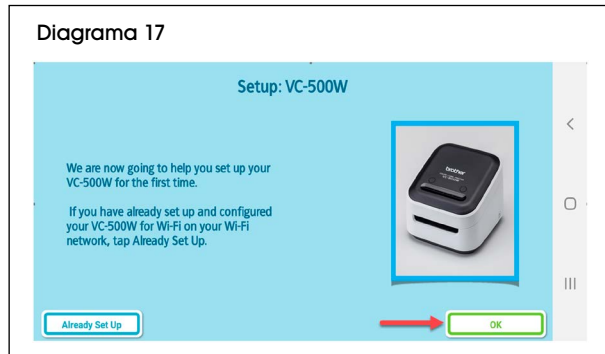 Diagrama 17
Setup: VC-500W
We are now going to help you set up your
VC-500W for the first time.
If you have already set up and configured
your VC-500W for Wi-Fi on your Wi-Fi
network, tap Already Set Up.
brother
Already Set Up
OK